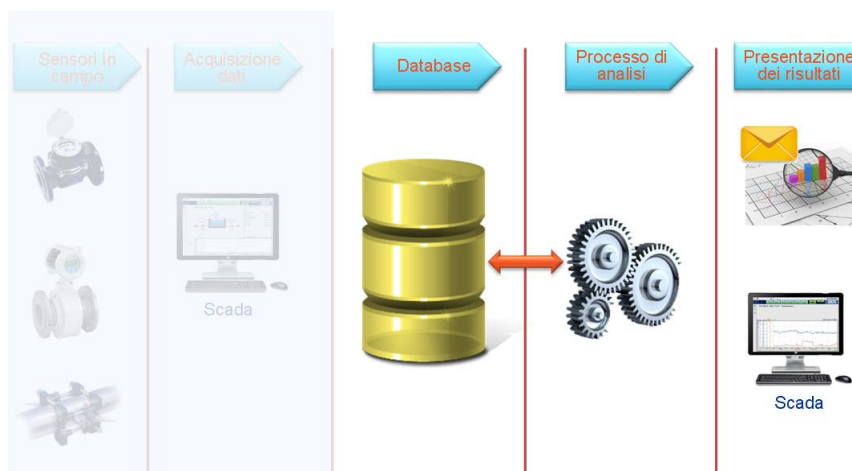 Sensori in
campo
Acquisizione
dati
Database
Processo di
analisi
Presentazione
dei risultati
Scada
Scada